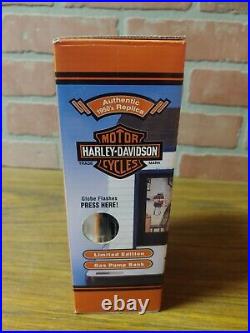 Authentic
1950's Replica
MOTOR
HARLEY-DAVIDSON
TRADE MARK
CYCLES
Globe Flashes
PRESS HERE!
Limited Edition
Gas Pump Bank